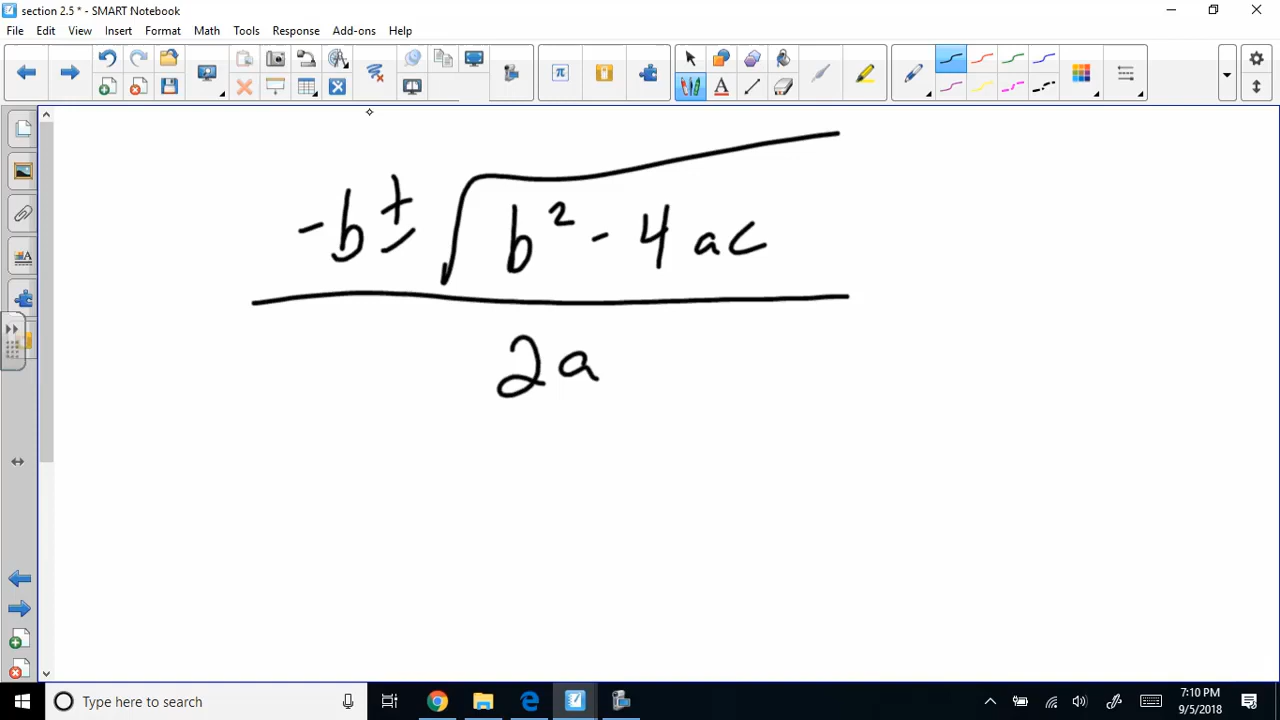 section 2.5 * - SMART Notebook
File Edit View Insert Format Math Tools Response Add-ons Help
-b ± √b² - 4ac
2a
Type here to search
7:10 PM
9/5/2018